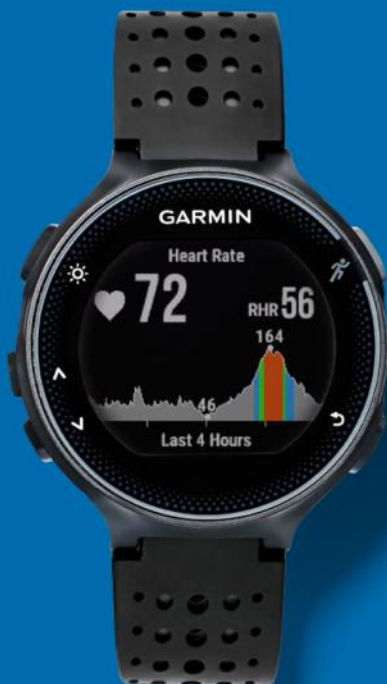 GARMIN
Heart Rate
72
RHR 56
164
46
Last 4 Hours